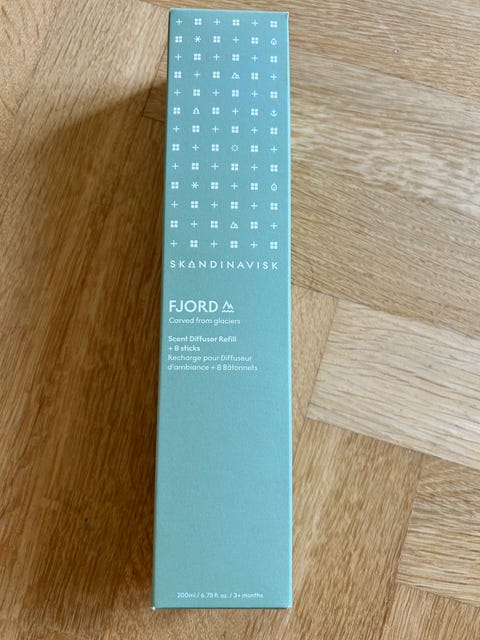 SKANDINAVISK
FJORD
Carved from glaciers
Scent Diffuser Refill
+ 8 sticks
Recharge pour Diffuseur
d'ambiance + 8 Bâtonnets
200ml / 6.75 fl. oz. / 3+ months